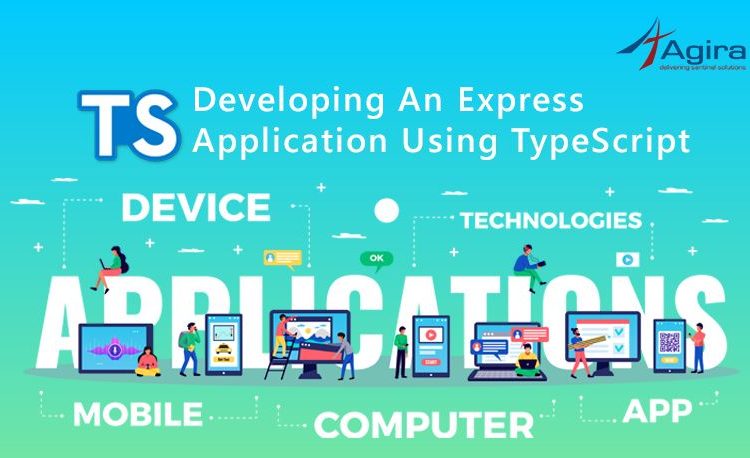 Agira
delivering sentinel solutions
TS
Developing An Express
Application Using TypeScript
DEVICE
TECHNOLOGIES
OK
APPLICATIONS
START
MOBILE
COMPUTER
APP